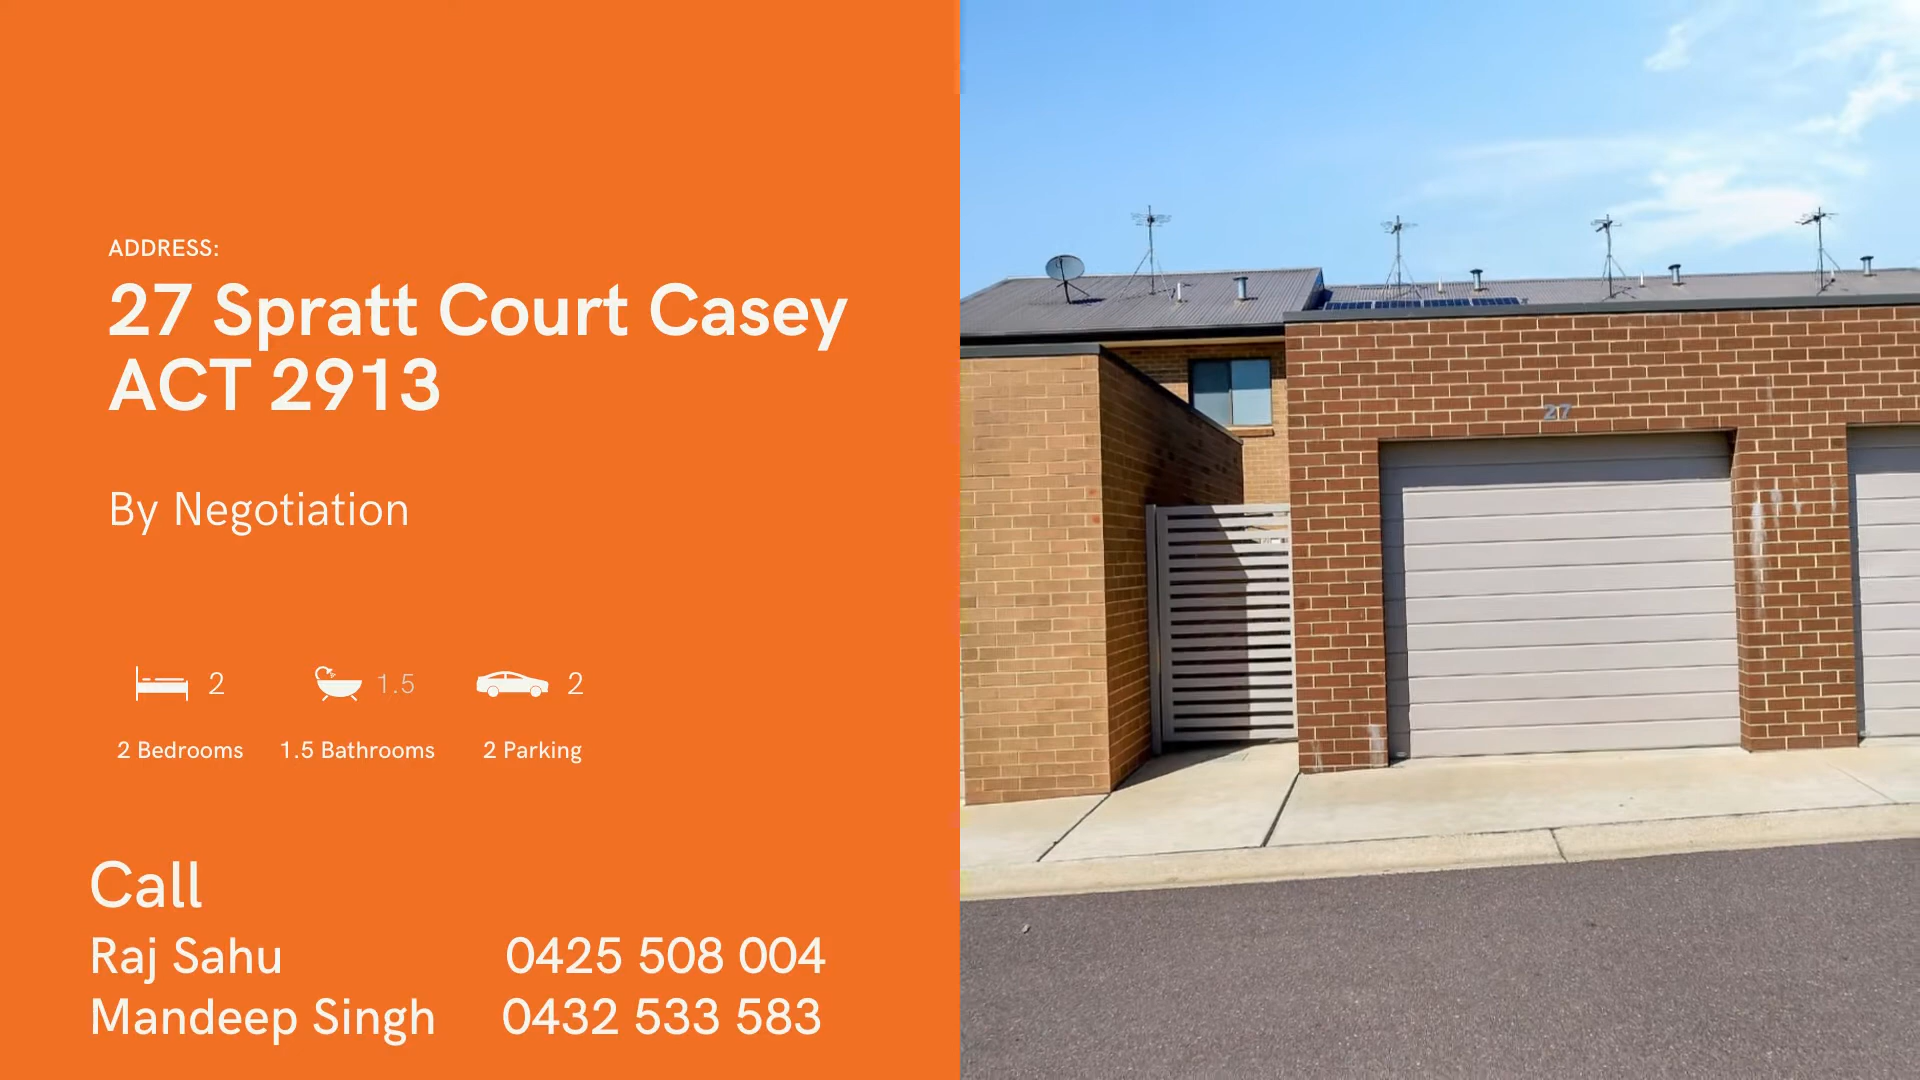 ADDRESS:
27 Spratt Court Casey
ACT 2913
By Negotiation
2
1.5
2
2 Bedrooms
1.5 Bathrooms
2 Parking
Call
Raj Sahu 0425 508 004
Mandeep Singh 0432 533 583
27